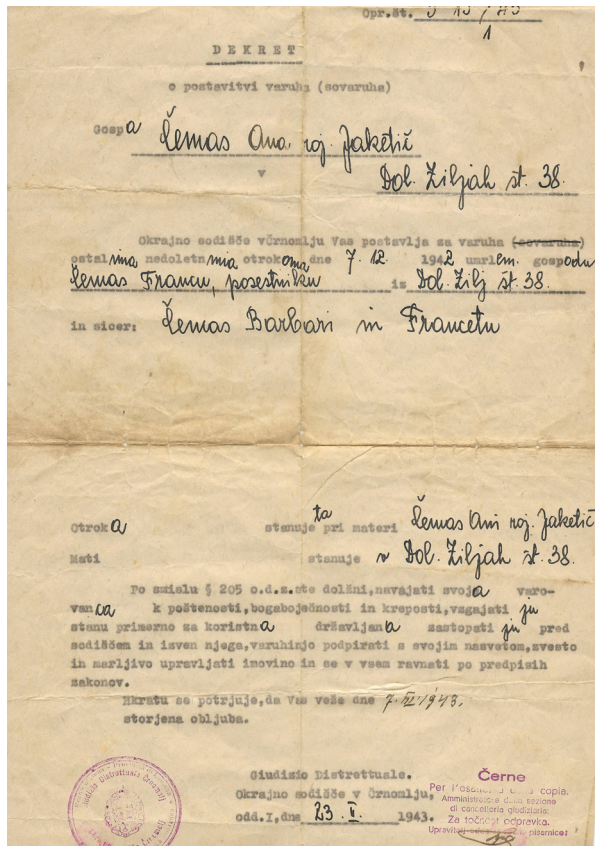 Opr.št.
1
DEKRET
o postavitvi varuha (sovaruha)
Gospa Čemas Ana roj. Jaketič
v
Dol. Žiljah št. 38.
Okrajno sodišče vČrnomlju Vas postavlja za varuha (sovaruha)
ostalima nedoletnima otrokoma dne 7. 12. 1942 umrlem. gospodu
Čemas Francu, posestniku iz Dol. Žilj št. 38.
in sicer: Čemas Barbari in Francetu
Otroka stanujeta pri materi Čemas Ani roj. Jaketič
Mati stanuje v Dol. Žiljah št. 38.
Po smislu § 205 o.d.z.ste dolžni,navajati svoja varo-
vanca k poštenosti,bogaboječnosti in kreposti,vzgajati ju
stanu primerno za koristna državljana zastopati ju pred
sodiščem in izven njega,varuhinjo podpirati s svojim nasvetom,zvesto
in marljivo upravljati imovino in se v vsem ravnati po predpisih
zakonov.
Hkratu se potrjuje,da Vas veže dne
storjena obljuba.
Giudizio Distrettuale.
Okrajno sodišče v Črnomlju,
odd.I,dne 23. 1943.
Černe
Per l'esattezza della copia.
Amministratore della sezione
di cancelleria giudiziaria:
Za točnost odpravka.
Upravitelj pisarnice: